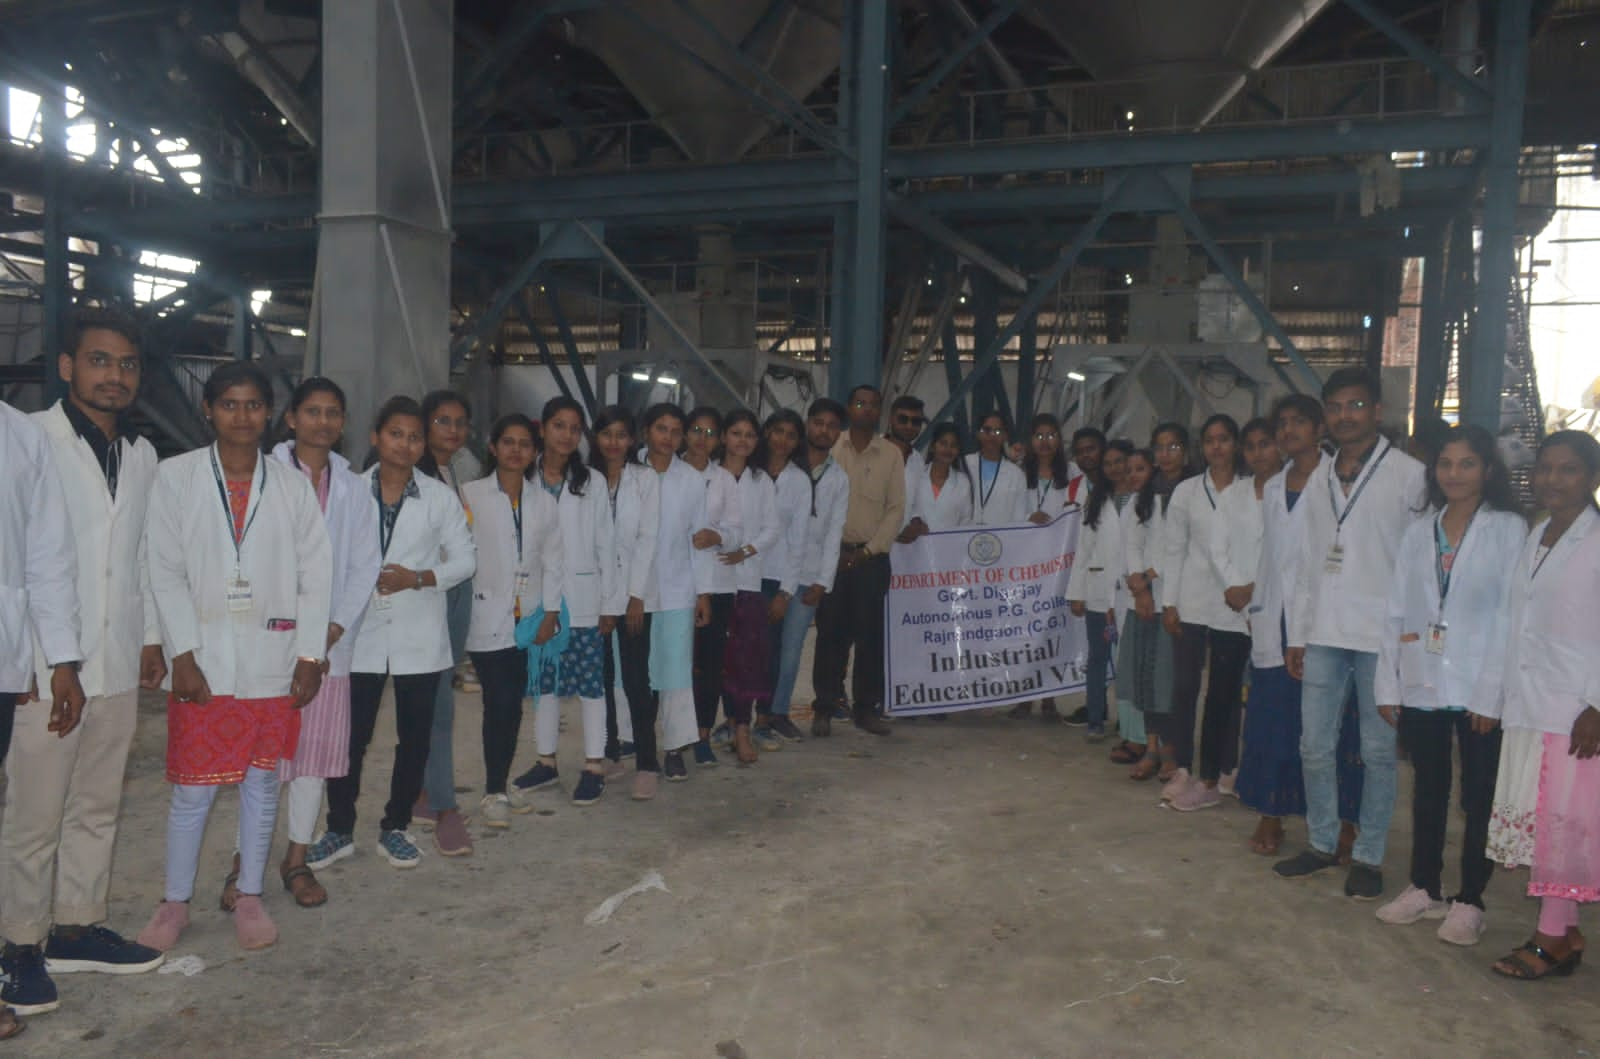 DEPARTMENT OF CHEMIST
Govt. Digvijay
Autonomous P.G. Colle
Rajnandgaon (C.G.)
Industrial/
Educational Vis